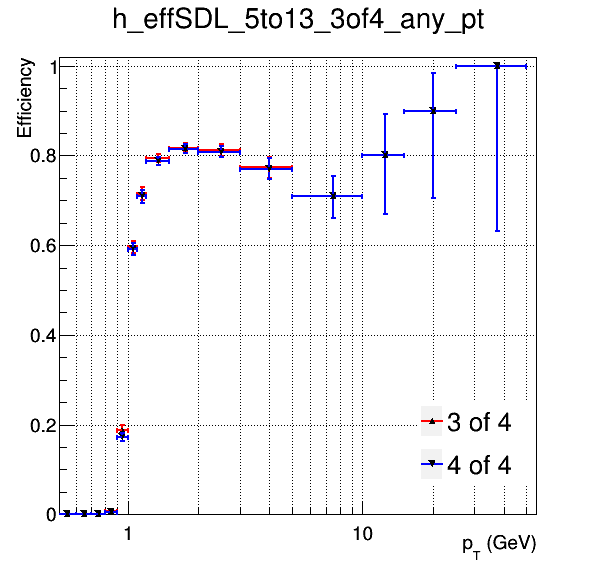 h_effSDL_5to13_3of4_any_pt
Efficiency
1
0.8
0.6
0.4
0.2
0
3 of 4
4 of 4
1
10
p_T (GeV)